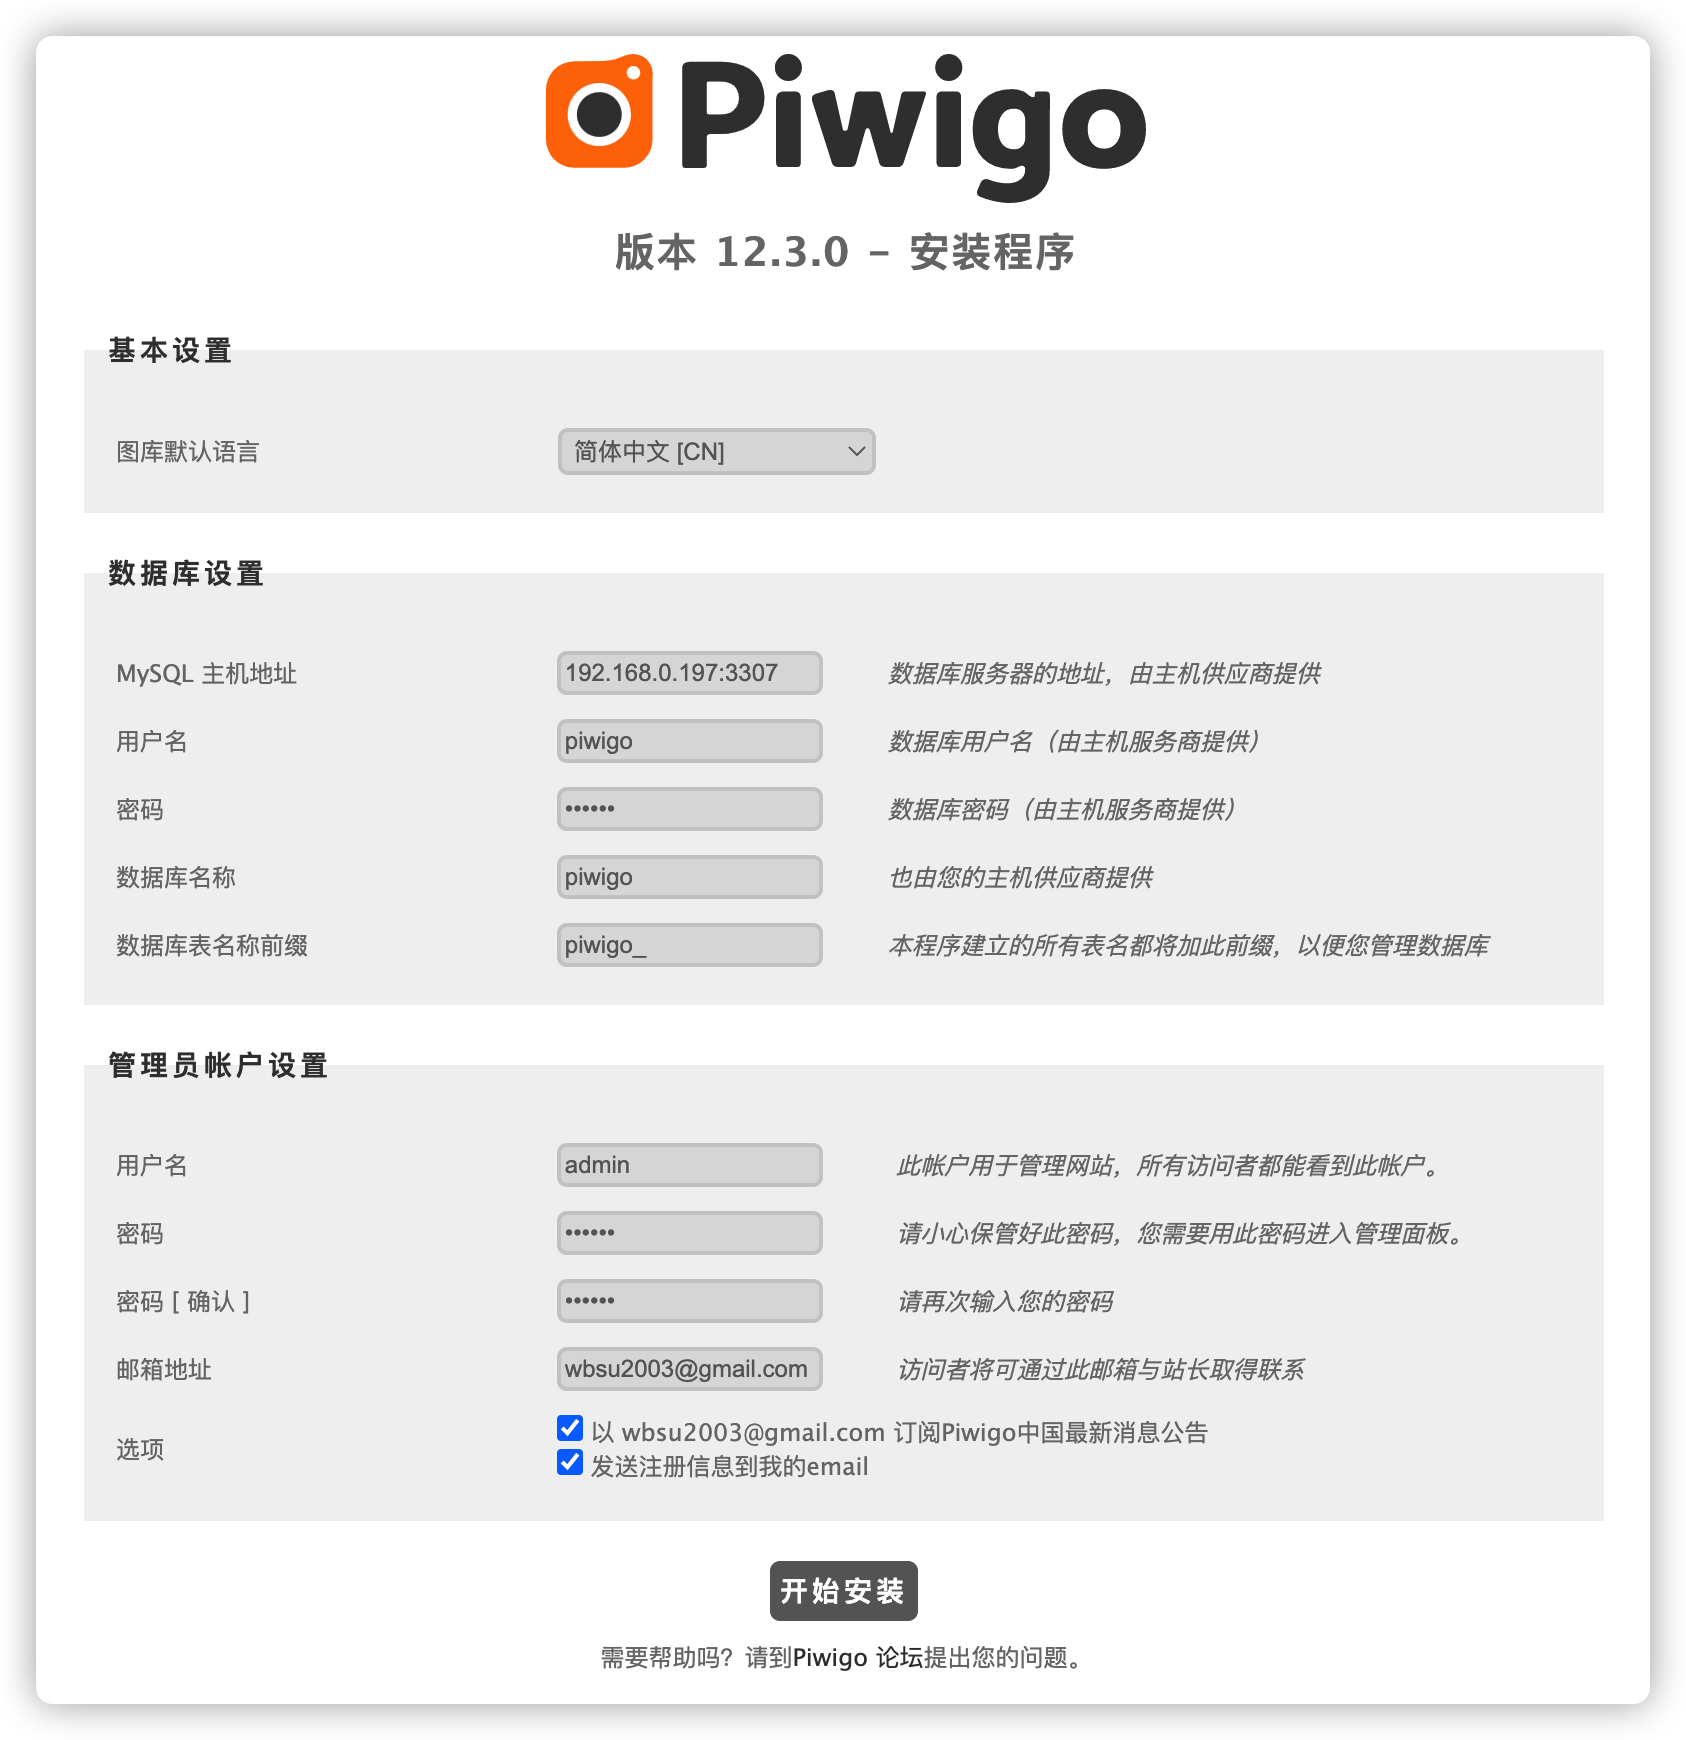 Piwigo
版本 12.3.0 – 安装程序
基本设置
图库默认语言 简体中文 [CN]
数据库设置
MySQL 主机地址 192.168.0.197:3307 数据库服务器的地址，由主机供应商提供
用户名 piwigo 数据库用户名（由主机服务商提供）
密码 •••••• 数据库密码（由主机服务商提供）
数据库名称 piwigo 也由您的主机供应商提供
数据库表名称前缀 piwigo_ 本程序建立的所有表名都将加此前缀，以便您管理数据库
管理员帐户设置
用户名 admin 此帐户用于管理网站，所有访问者都能看到此帐户。
密码 •••••• 请小心保管好此密码，您需要用此密码进入管理面板。
密码 [ 确认 ] •••••• 请再次输入您的密码
邮箱地址 wbsu2003@gmail.com 访问者将可通过此邮箱与站长取得联系
选项 以 wbsu2003@gmail.com 订阅Piwigo中国最新消息公告
发送注册信息到我的email
开始安装
需要帮助吗？请到Piwigo 论坛提出您的问题。